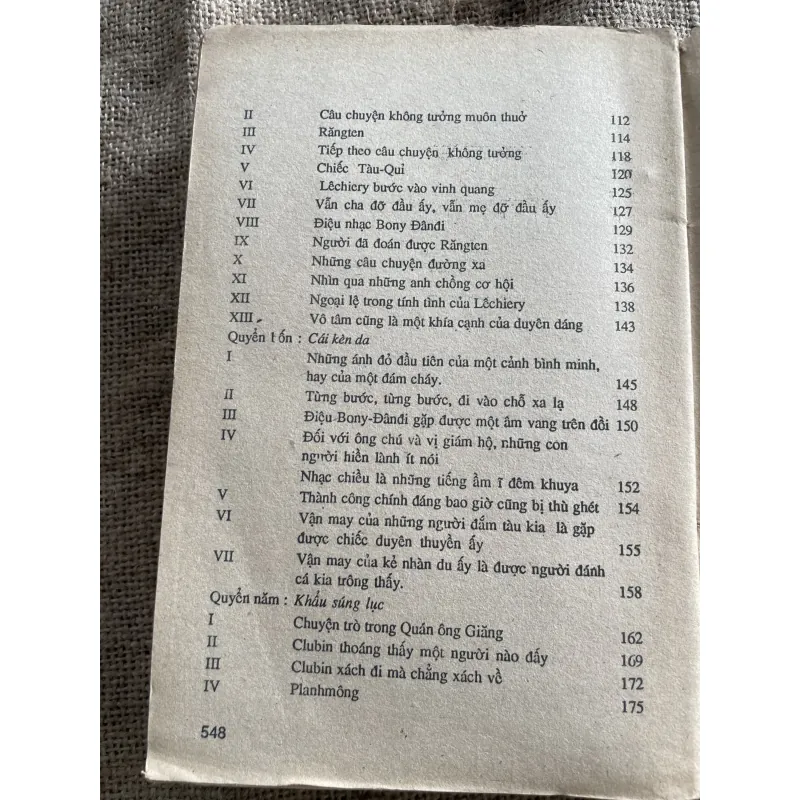 II Câu chuyện không tưởng muôn thuở 112
III Răngten 114
IV Tiếp theo câu chuyện không tưởng 118
V Chiếc Tàu-Quỉ 120
VI Lêchiery bước vào vinh quang 125
VII Vẫn cha đỡ đầu ấy, vẫn mẹ đỡ đầu ấy 127
VIII Điệu nhạc Bony Đânđi 129
IX Người đã đoán được Răngten 132
X Những câu chuyện đường xa 134
XI Nhìn qua những anh chồng cơ hội 136
XII Ngoại lệ trong tính tình của Lêchiery 138
XIII Vô tâm cũng là một khía cạnh của duyên dáng 143
Quyển tốn : Cái kèn da
I Những ánh đỏ đầu tiên của một cảnh bình minh,
hay của một đám cháy. 145
II Từng bước, từng bước, đi vào chỗ xa lạ 148
III Điệu Bony-Đânđi gặp được một âm vang trên đồi 150
IV Đối với ông chú và vị giám hộ, những con
người hiền lành ít nói
Nhạc chiều là những tiếng ầm ĩ đêm khuya 152
V Thành công chính đáng bao giờ cũng bị thù ghét 154
VI Vận may của những người đắm tàu kia là gặp
được chiếc duyên thuyền ấy 155
VII Vận may của kẻ nhàn du ấy là được người đánh
cá kia trông thấy. 158
Quyển năm : Khẩu súng lục
I Chuyện trò trong Quán ông Giăng 162
II Clubin thoáng thấy một người nào đấy 169
III Clubin xách đi mà chẳng xách về 172
IV Planhmông 175
548